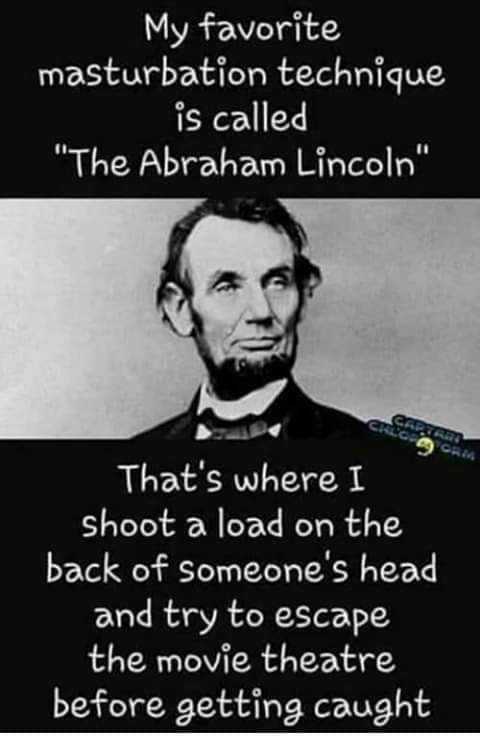 My favorite
masturbation technique
is called
"The Abraham Lincoln"
CAPTAIN
That's where I
shoot a load on the
back of someone's head
and try to escape
the movie theatre
before getting caught